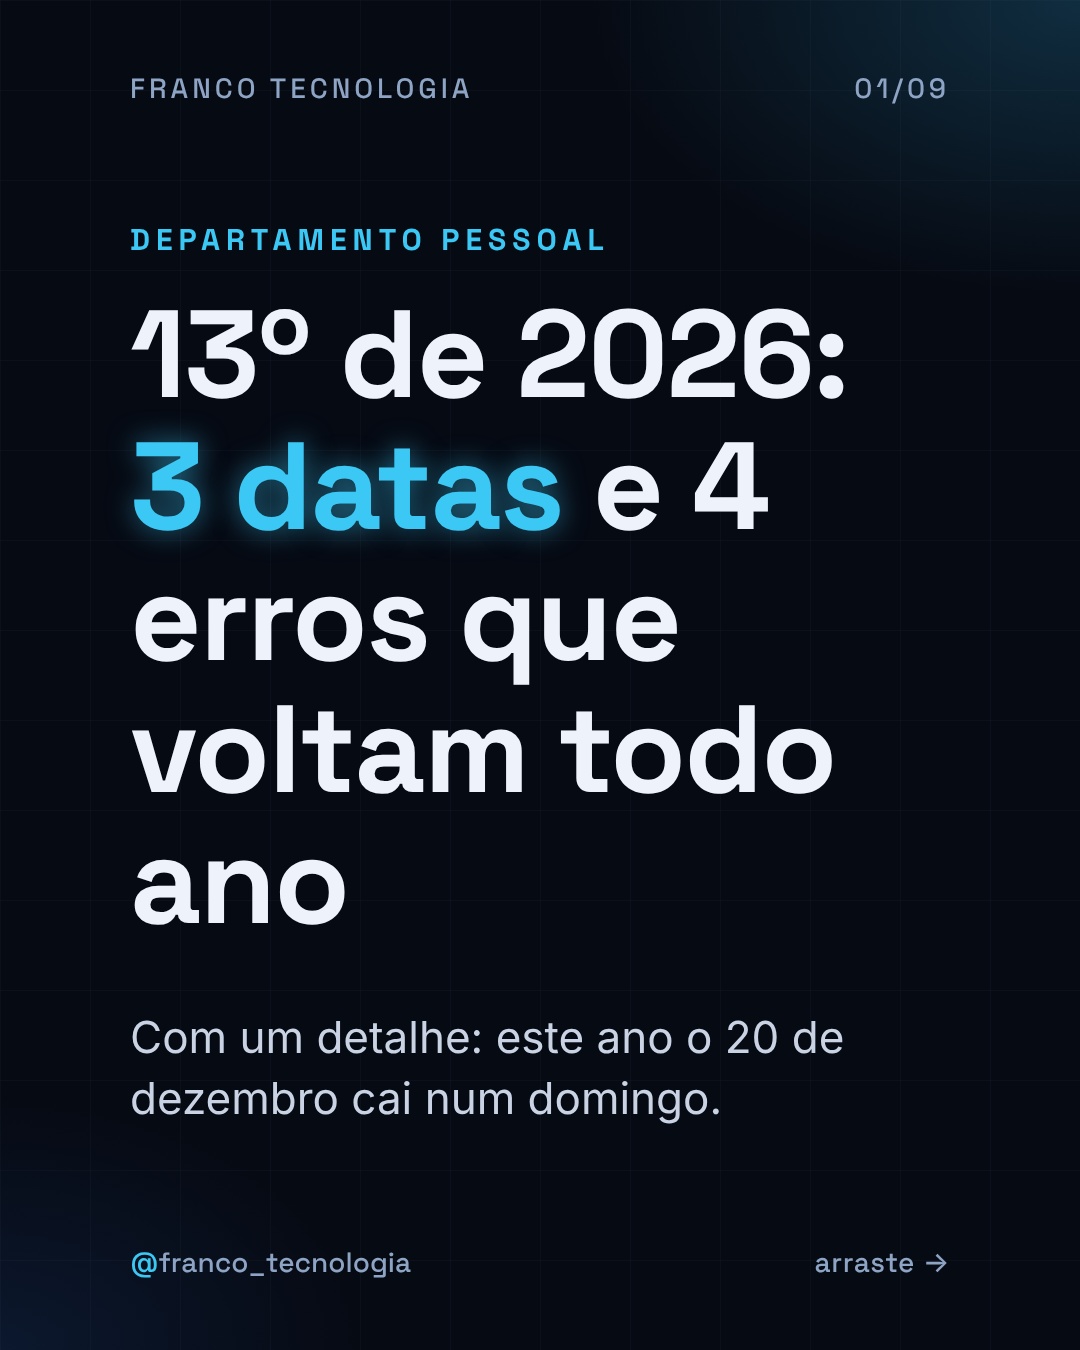 FRANCO TECNOLOGIA
01/09
DEPARTAMENTO PESSOAL
13º de 2026:
3 datas e 4
erros que
voltam todo
ano
Com um detalhe: este ano o 20 de
dezembro cai num domingo.
@franco_tecnologia
arraste →